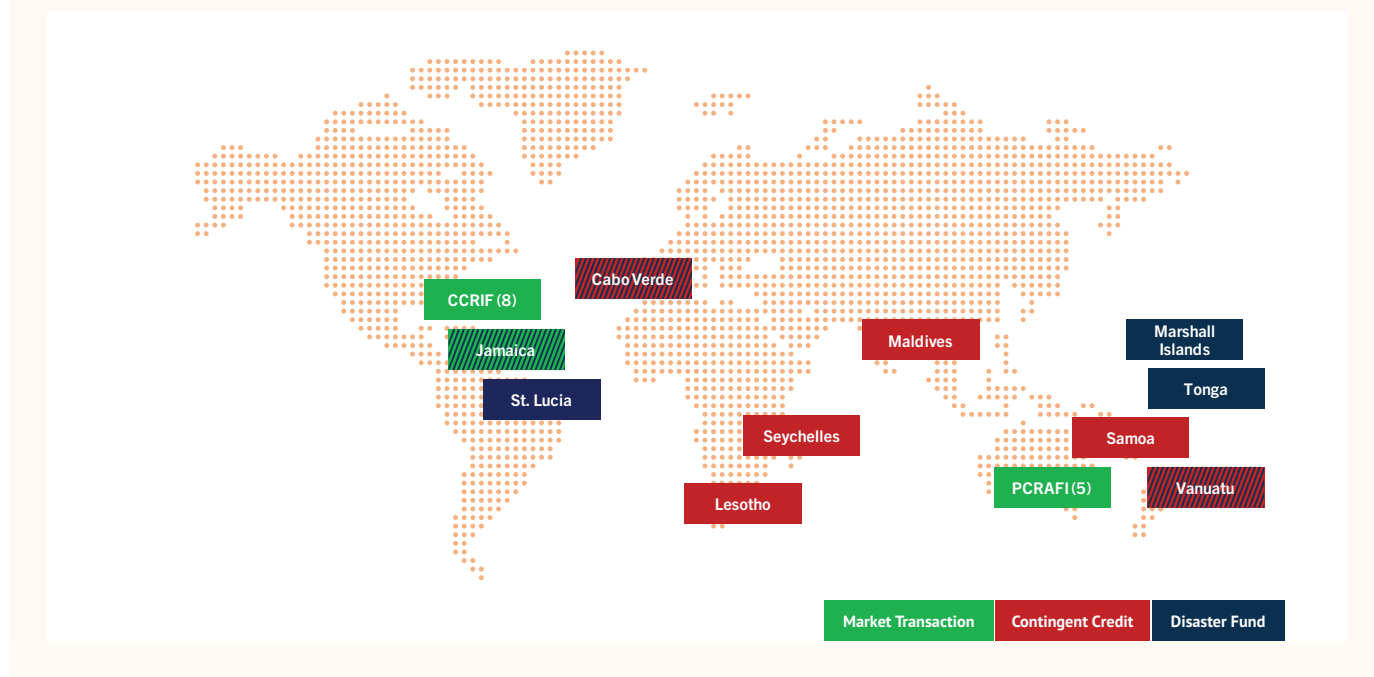 Cabo Verde
CCRIF (8)
Jamaica
St. Lucia
Maldives
Marshall
Islands
Tonga
Seychelles
Samoa
Lesotho
PCRAFI (5)
Vanuatu
Market Transaction
Contingent Credit
Disaster Fund